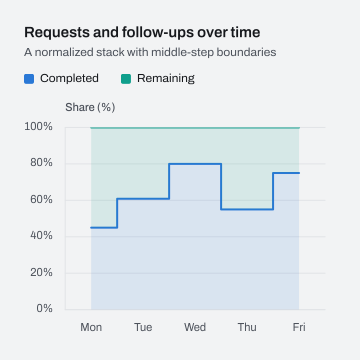 Requests and follow-ups over time
A normalized stack with middle-step boundaries
Completed Remaining
Share (%)
100%
80%
60%
40%
20%
0%
Mon Tue Wed Thu Fri